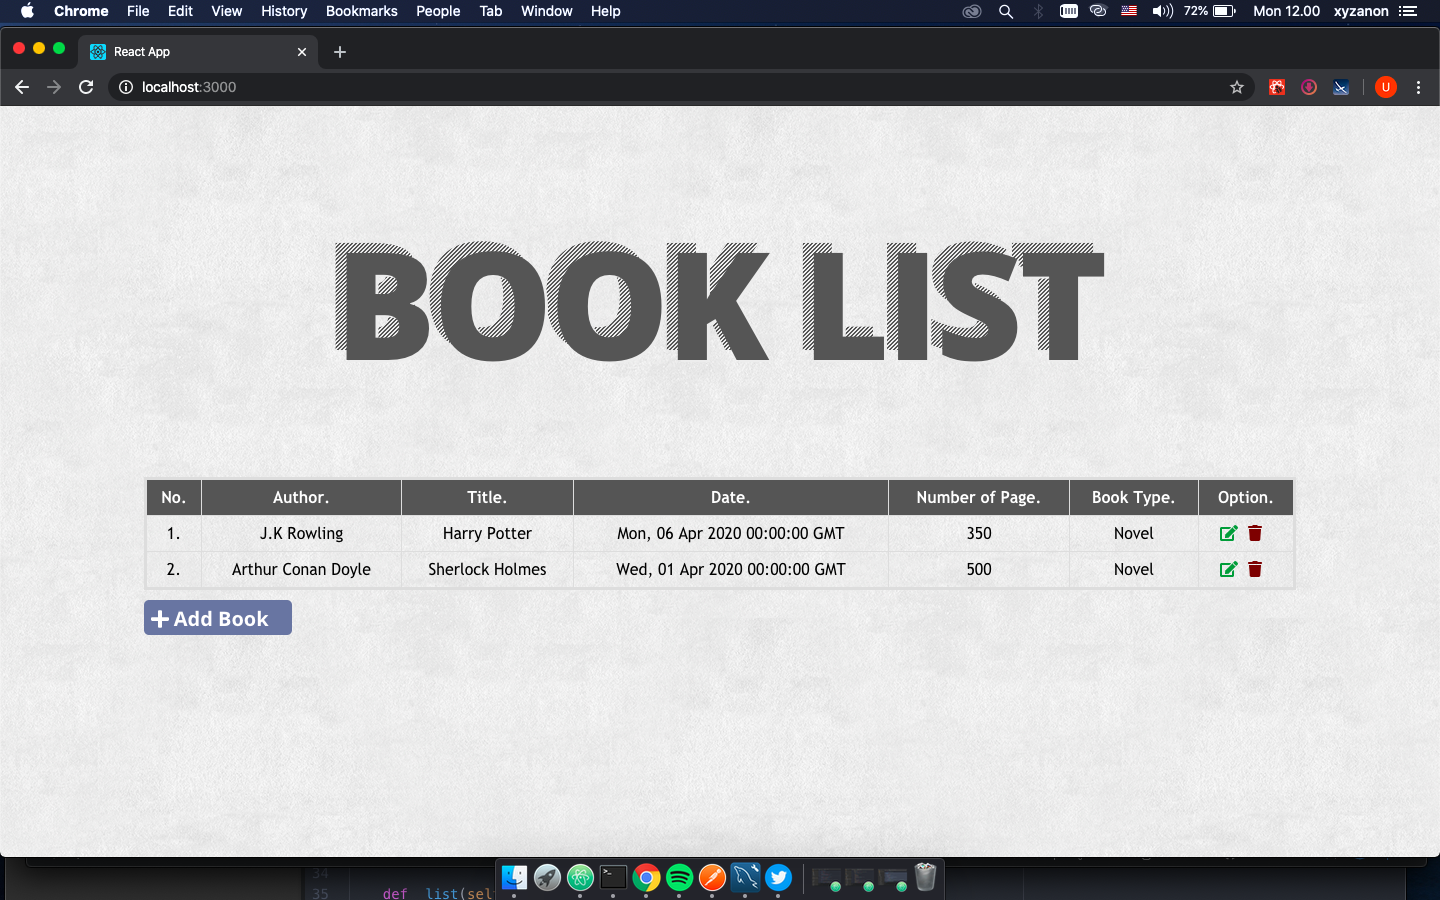 Chrome File Edit View History Bookmarks People Tab Window Help 72% Mon 12.00 xyzanon
React App
localhost:3000 U
BOOK LIST
No. Author. Title. Date. Number of Page. Book Type. Option.
1. J.K Rowling Harry Potter Mon, 06 Apr 2020 00:00:00 GMT 350 Novel
2. Arthur Conan Doyle Sherlock Holmes Wed, 01 Apr 2020 00:00:00 GMT 500 Novel
Add Book
34
35 def list(sel